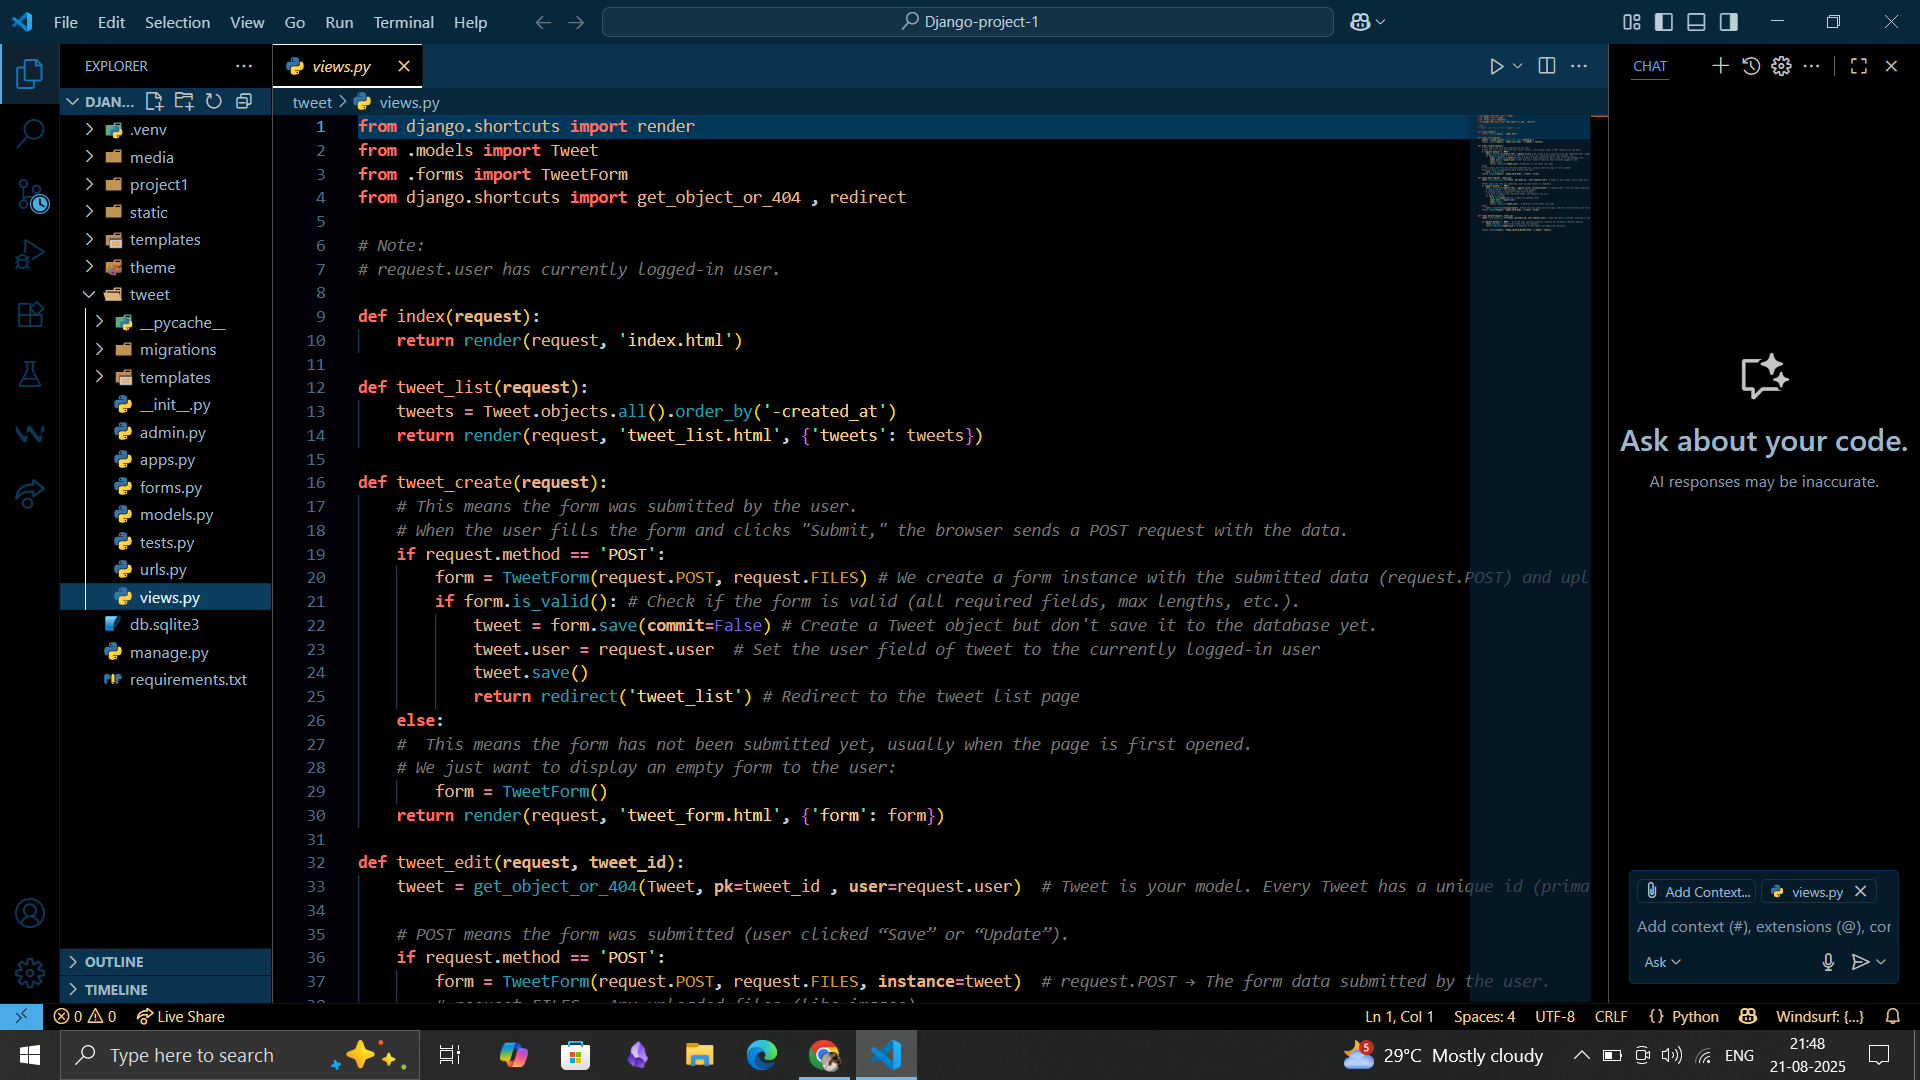 File Edit Selection View Go Run Terminal Help
Django-project-1
EXPLORER
views.py
CHAT
DJAN...
tweet > views.py
.venv
media
project1
static
templates
theme
tweet
__pycache__
migrations
templates
__init__.py
admin.py
apps.py
forms.py
models.py
tests.py
urls.py
views.py
db.sqlite3
manage.py
requirements.txt
OUTLINE
TIMELINE
1 from django.shortcuts import render
2 from .models import Tweet
3 from .forms import TweetForm
4 from django.shortcuts import get_object_or_404 , redirect
5
6 # Note:
7 # request.user has currently logged-in user.
8
9 def index(request):
10 return render(request, 'index.html')
11
12 def tweet_list(request):
13 tweets = Tweet.objects.all().order_by('-created_at')
14 return render(request, 'tweet_list.html', {'tweets': tweets})
15
16 def tweet_create(request):
17 # This means the form was submitted by the user.
18 # When the user fills the form and clicks "Submit," the browser sends a POST request with the data.
19 if request.method == 'POST':
20 form = TweetForm(request.POST, request.FILES) # We create a form instance with the submitted data (request.POST) and upl
21 if form.is_valid(): # Check if the form is valid (all required fields, max lengths, etc.).
22 tweet = form.save(commit=False) # Create a Tweet object but don't save it to the database yet.
23 tweet.user = request.user # Set the user field of tweet to the currently logged-in user
24 tweet.save()
25 return redirect('tweet_list') # Redirect to the tweet list page
26 else:
27 #  This means the form has not been submitted yet, usually when the page is first opened.
28 # We just want to display an empty form to the user:
29 form = TweetForm()
30 return render(request, 'tweet_form.html', {'form': form})
31
32 def tweet_edit(request, tweet_id):
33 tweet = get_object_or_404(Tweet, pk=tweet_id , user=request.user)  # Tweet is your model. Every Tweet has a unique id (prima
34
35 # POST means the form was submitted (user clicked “Save” or “Update”).
36 if request.method == 'POST':
37 form = TweetForm(request.POST, request.FILES, instance=tweet)  # request.POST → The form data submitted by the user.
Ask about your code.
AI responses may be inaccurate.
Add Context... views.py
Add context (#), extensions (@), cor
Ask
0 0 Live Share
Ln 1, Col 1 Spaces: 4 UTF-8 CRLF {} Python Windsurf: {...}
Type here to search
5 29°C Mostly cloudy ENG 21:48
21-08-2025